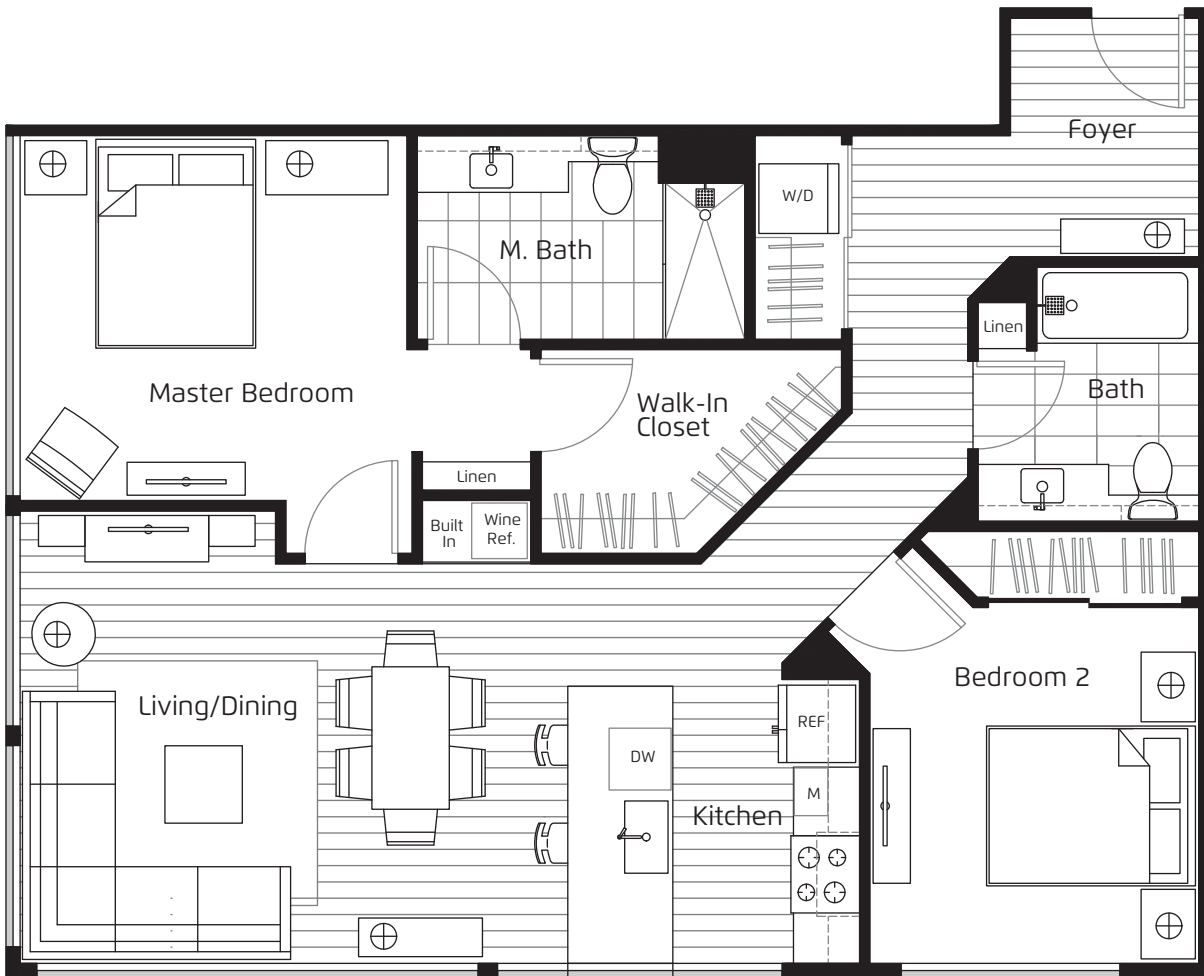 Foyer
W/D
M. Bath
Linen
Bath
Master Bedroom
Walk-In
Closet
Linen
Built
In
Wine
Ref.
Bedroom 2
Living/Dining
REF
DW
M
Kitchen